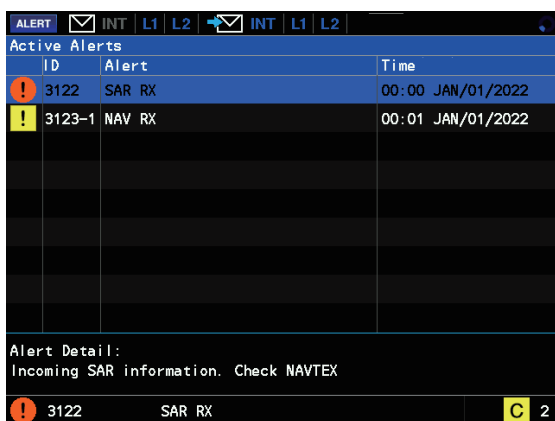 ALERT INT L1 L2 INT L1 L2
Active Alerts
ID Alert Time
! 3122 SAR RX 00:00 JAN/01/2022
! 3123-1 NAV RX 00:01 JAN/01/2022
Alert Detail:
Incoming SAR information. Check NAVTEX
! 3122 SAR RX C 2